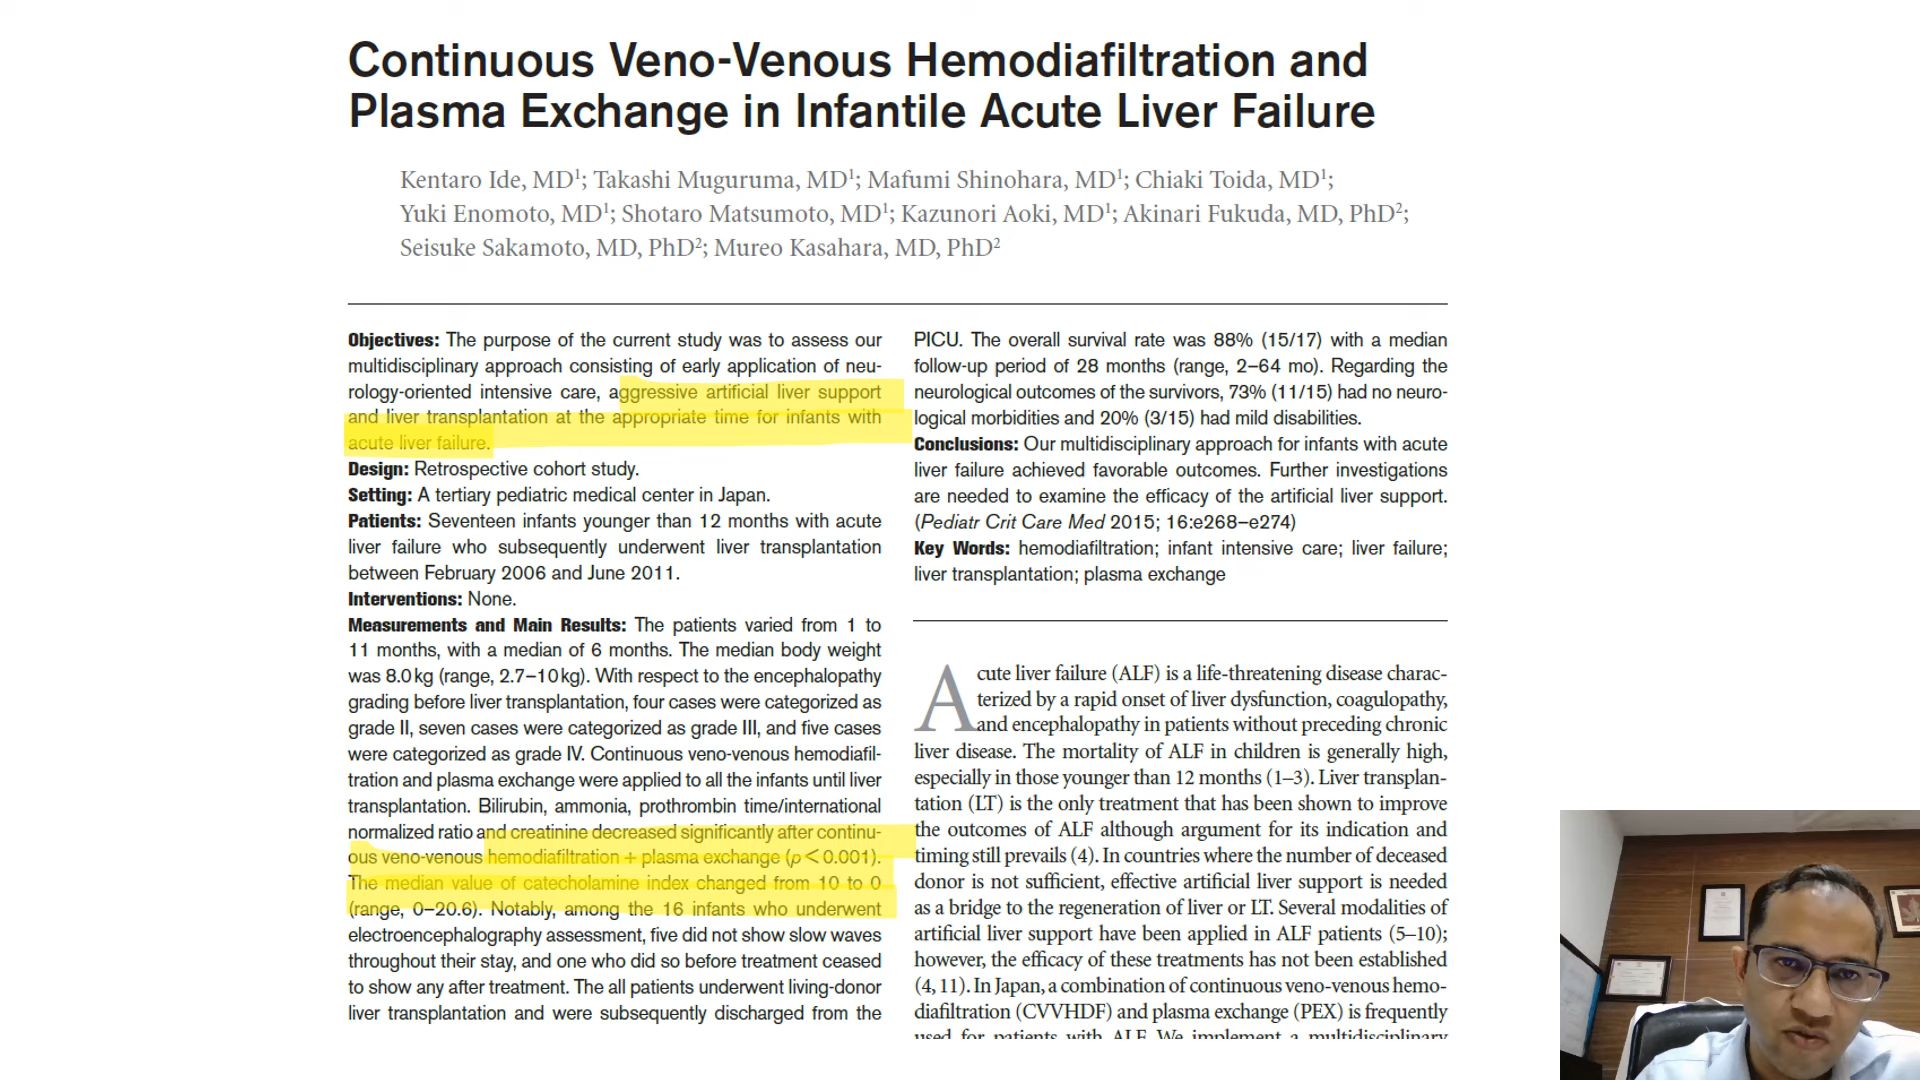 Continuous Veno-Venous Hemodiafiltration and
Plasma Exchange in Infantile Acute Liver Failure
Kentaro Ide, MD¹; Takashi Muguruma, MD¹; Mafumi Shinohara, MD¹; Chiaki Toida, MD¹;
Yuki Enomoto, MD¹; Shotaro Matsumoto, MD¹; Kazunori Aoki, MD¹; Akinari Fukuda, MD, PhD²;
Seisuke Sakamoto, MD, PhD²; Mureo Kasahara, MD, PhD²
Objectives: The purpose of the current study was to assess our
multidisciplinary approach consisting of early application of neu-
rology-oriented intensive care, aggressive artificial liver support
and liver transplantation at the appropriate time for infants with
acute liver failure.
Design: Retrospective cohort study.
Setting: A tertiary pediatric medical center in Japan.
Patients: Seventeen infants younger than 12 months with acute
liver failure who subsequently underwent liver transplantation
between February 2006 and June 2011.
Interventions: None.
Measurements and Main Results: The patients varied from 1 to
11 months, with a median of 6 months. The median body weight
was 8.0 kg (range, 2.7–10 kg). With respect to the encephalopathy
grading before liver transplantation, four cases were categorized as
grade II, seven cases were categorized as grade III, and five cases
were categorized as grade IV. Continuous veno-venous hemodiafil-
tration and plasma exchange were applied to all the infants until liver
transplantation. Bilirubin, ammonia, prothrombin time/international
normalized ratio and creatinine decreased significantly after continu-
ous veno-venous hemodiafiltration + plasma exchange (p < 0.001).
The median value of catecholamine index changed from 10 to 0
(range, 0–20.6). Notably, among the 16 infants who underwent
electroencephalography assessment, five did not show slow waves
throughout their stay, and one who did so before treatment ceased
to show any after treatment. The all patients underwent living-donor
liver transplantation and were subsequently discharged from the
PICU. The overall survival rate was 88% (15/17) with a median
follow-up period of 28 months (range, 2–64 mo). Regarding the
neurological outcomes of the survivors, 73% (11/15) had no neuro-
logical morbidities and 20% (3/15) had mild disabilities.
Conclusions: Our multidisciplinary approach for infants with acute
liver failure achieved favorable outcomes. Further investigations
are needed to examine the efficacy of the artificial liver support.
(Pediatr Crit Care Med 2015; 16:e268–e274)
Key Words: hemodiafiltration; infant intensive care; liver failure;
liver transplantation; plasma exchange
Acute liver failure (ALF) is a life-threatening disease charac-
terized by a rapid onset of liver dysfunction, coagulopathy,
and encephalopathy in patients without preceding chronic
liver disease. The mortality of ALF in children is generally high,
especially in those younger than 12 months (1–3). Liver transplan-
tation (LT) is the only treatment that has been shown to improve
the outcomes of ALF although argument for its indication and
timing still prevails (4). In countries where the number of deceased
donor is not sufficient, effective artificial liver support is needed
as a bridge to the regeneration of liver or LT. Several modalities of
artificial liver support have been applied in ALF patients (5–10);
however, the efficacy of these treatments has not been established
(4, 11). In Japan, a combination of continuous veno-venous hemo-
diafiltration (CVVHDF) and plasma exchange (PEX) is frequently
used for patients with ALF. We implement a multidisciplinary